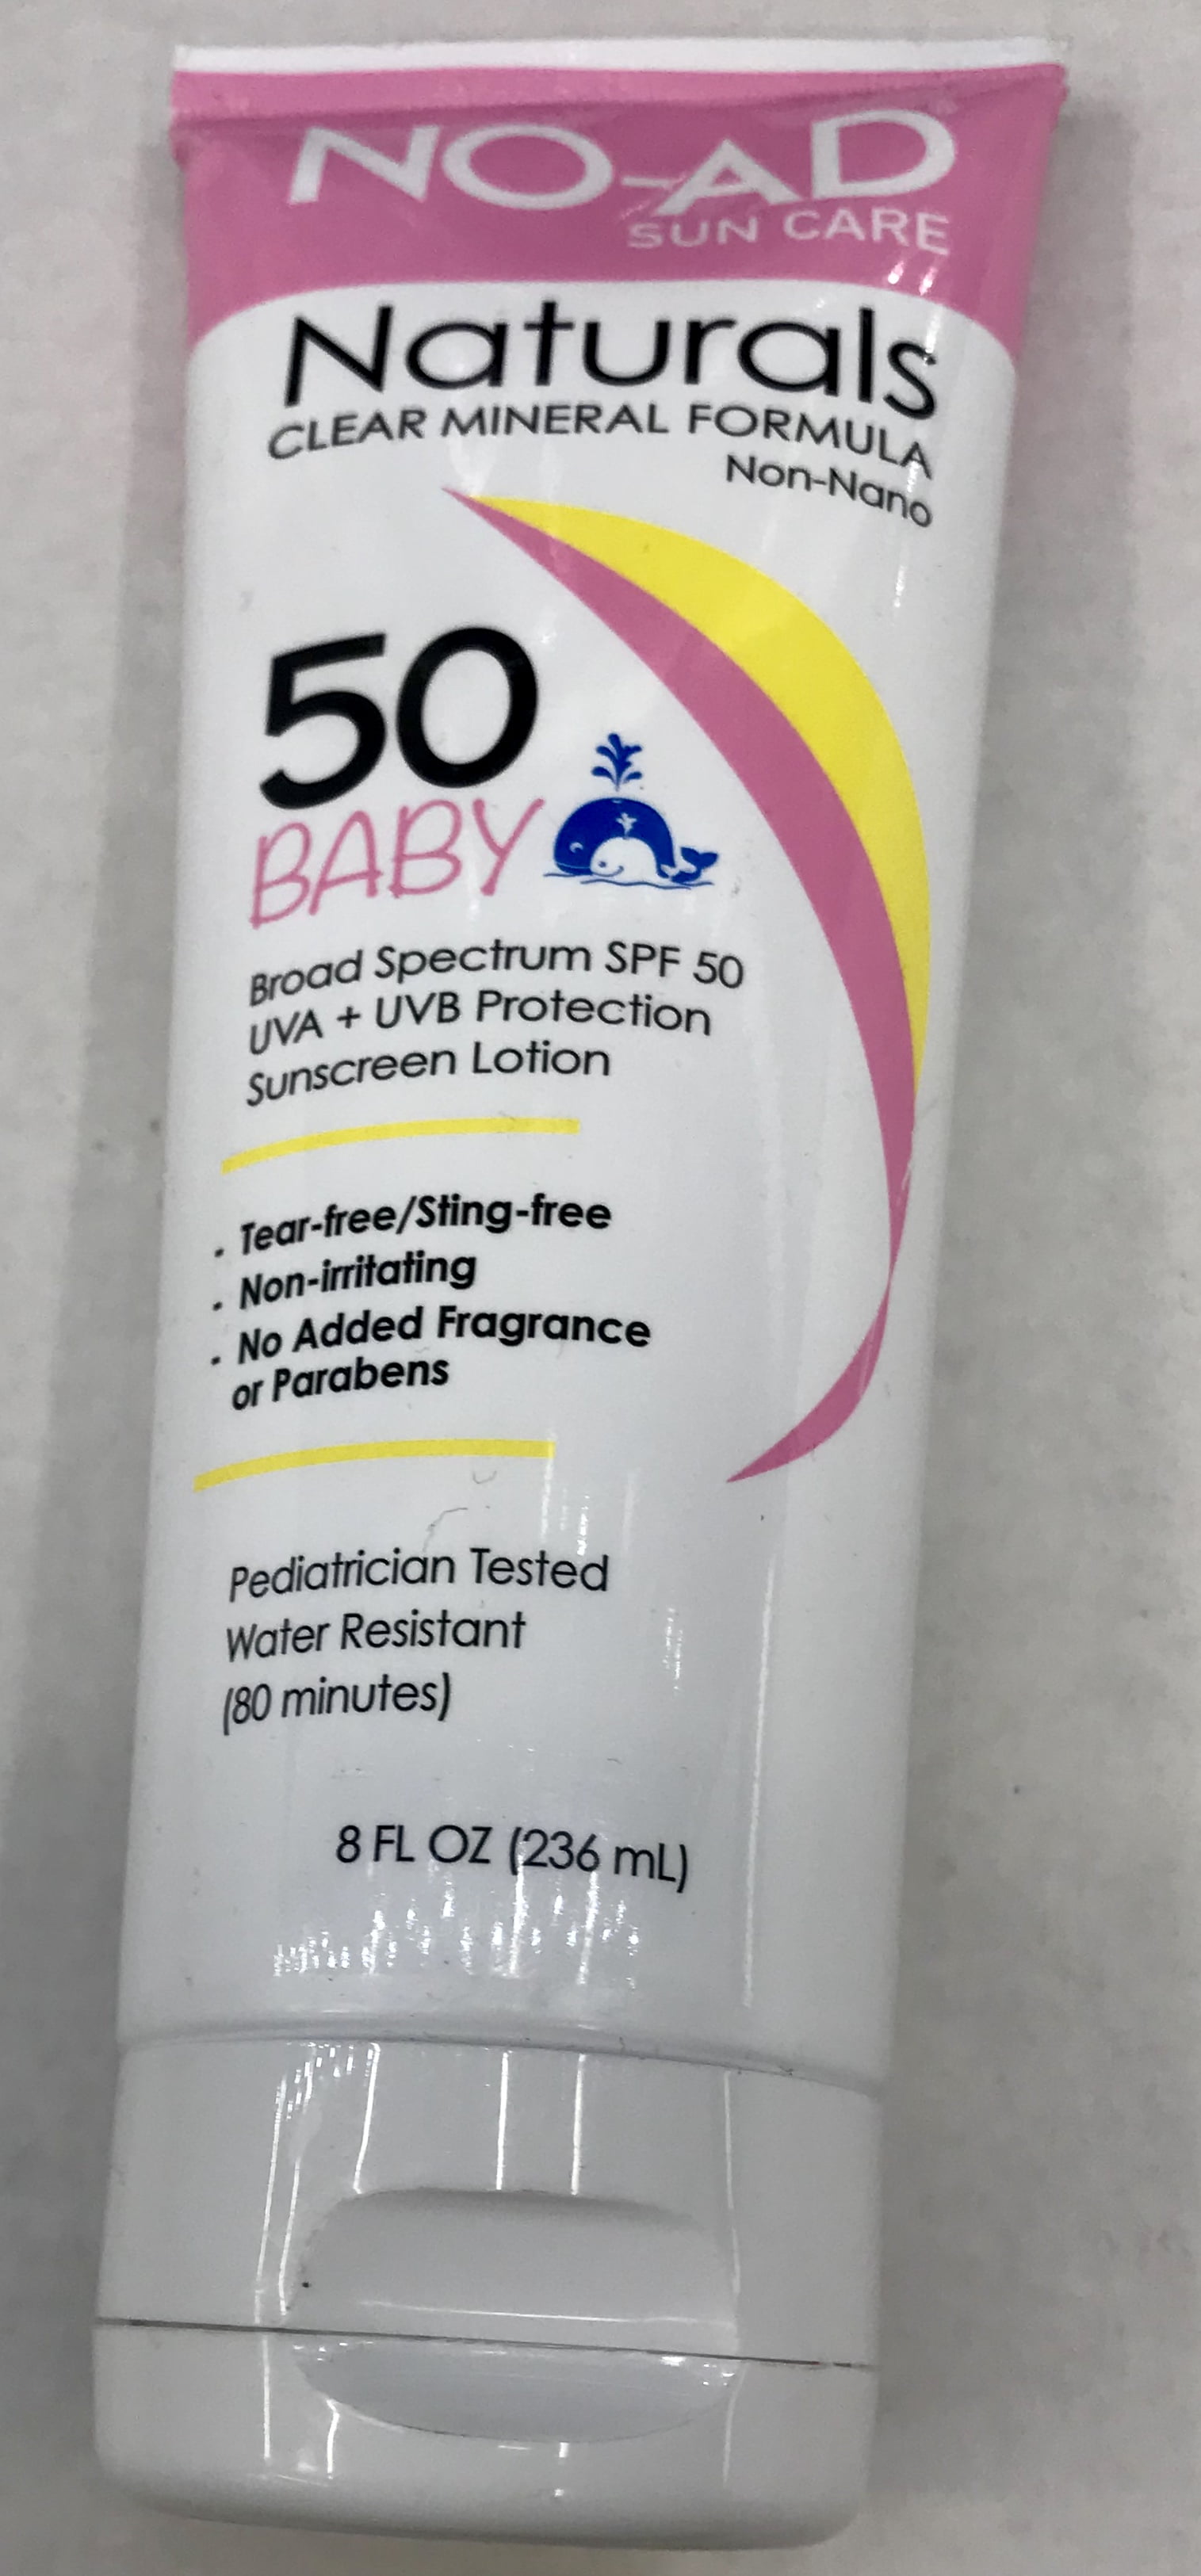 NO-AD®
SUN CARE
Naturals
CLEAR MINERAL FORMULA
Non-Nano
50
BABY
Broad Spectrum SPF 50
UVA + UVB Protection
Sunscreen Lotion
. Tear-free/Sting-free
. Non-irritating
. No Added Fragrance
or Parabens
Pediatrician Tested
Water Resistant
(80 minutes)
8 FL OZ (236 mL)